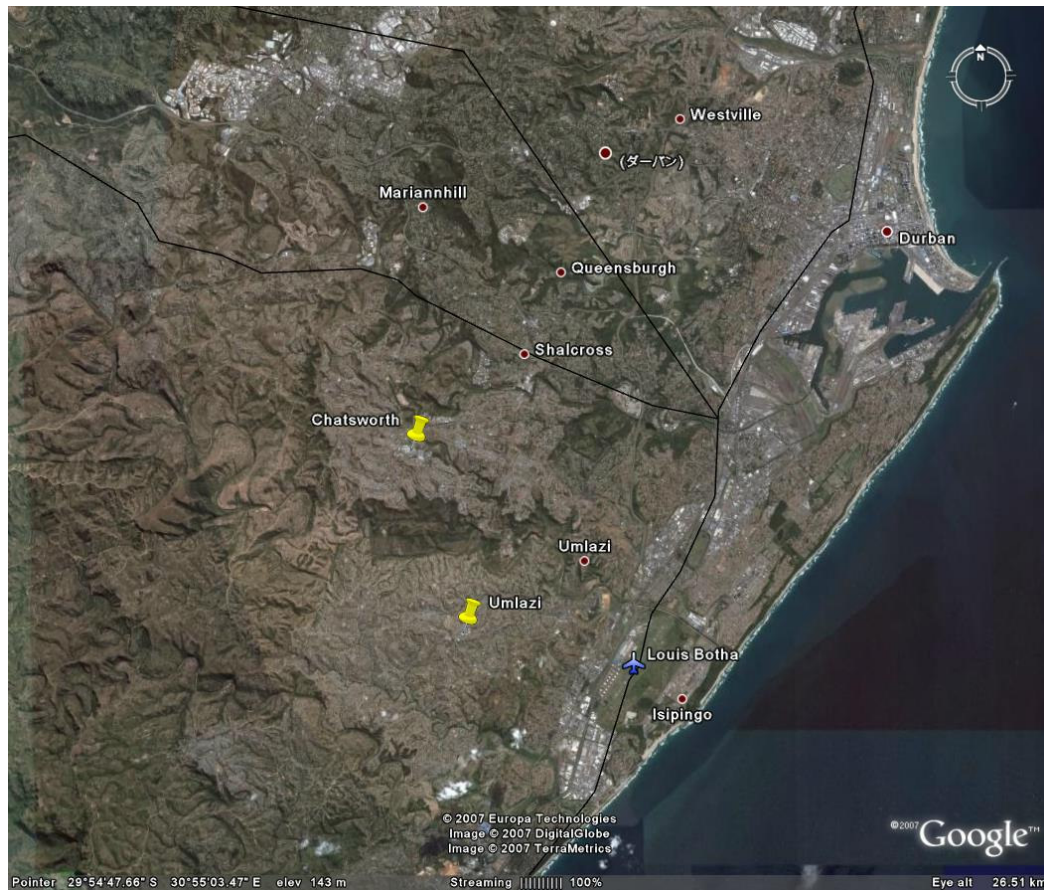 N
Westville
(ダーバン)
Mariannhill
Durban
Queensburgh
Shalcross
Chatsworth
Umlazi
Umlazi
Louis Botha
Isipingo
© 2007 Europa Technologies
Image © 2007 DigitalGlobe
Image © 2007 TerraMetrics
©2007 Google™
Pointer 29°54'47.66" S 30°55'03.47" E elev 143 m Streaming |||||||||| 100% Eye alt 26.51 km